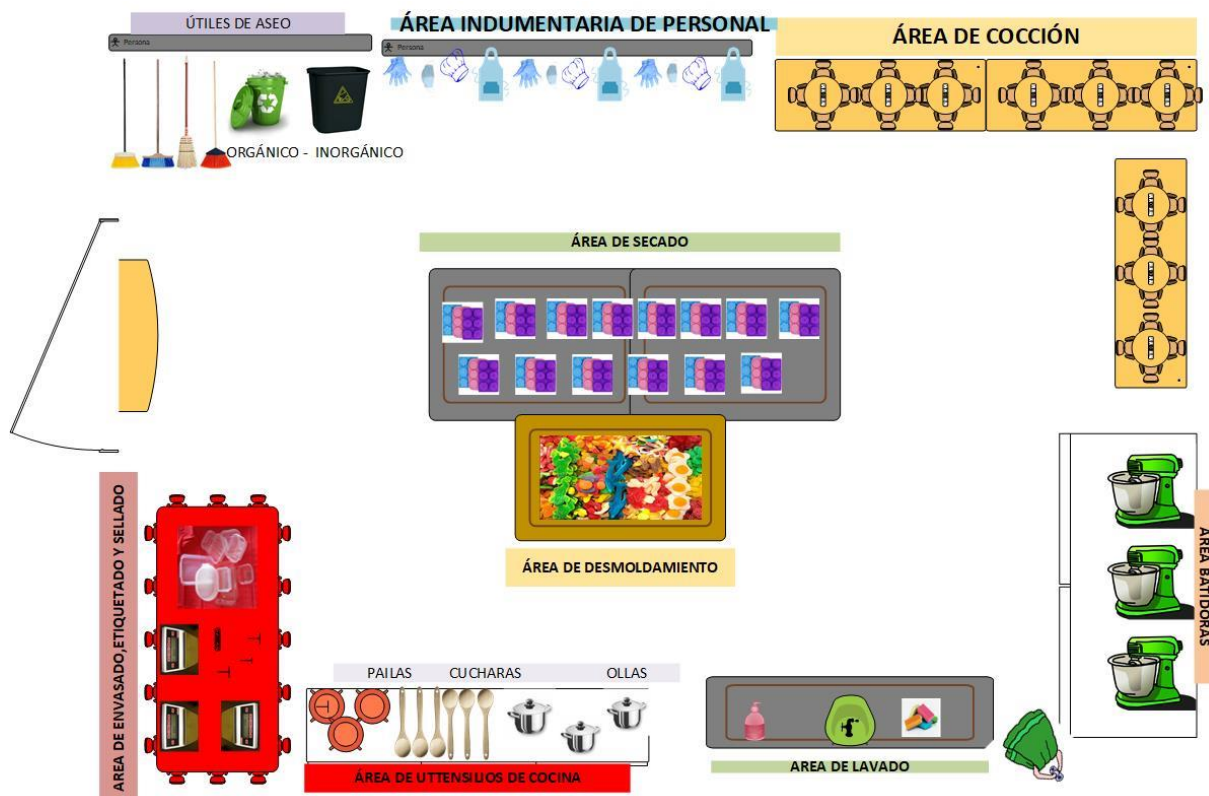 ÚTILES DE ASEO
Persona
ÁREA INDUMENTARIA DE PERSONAL
Persona
ÁREA DE COCCIÓN
ORGÁNICO - INORGÁNICO
ÁREA DE SECADO
ÁREA DE DESMOLDAMIENTO
AREA DE ENVASADO,ETIQUETADO Y SELLADO
AREA BATIDORAS
PAILAS CUCHARAS OLLAS
ÁREA DE UTTENSILIOS DE COCINA
AREA DE LAVADO